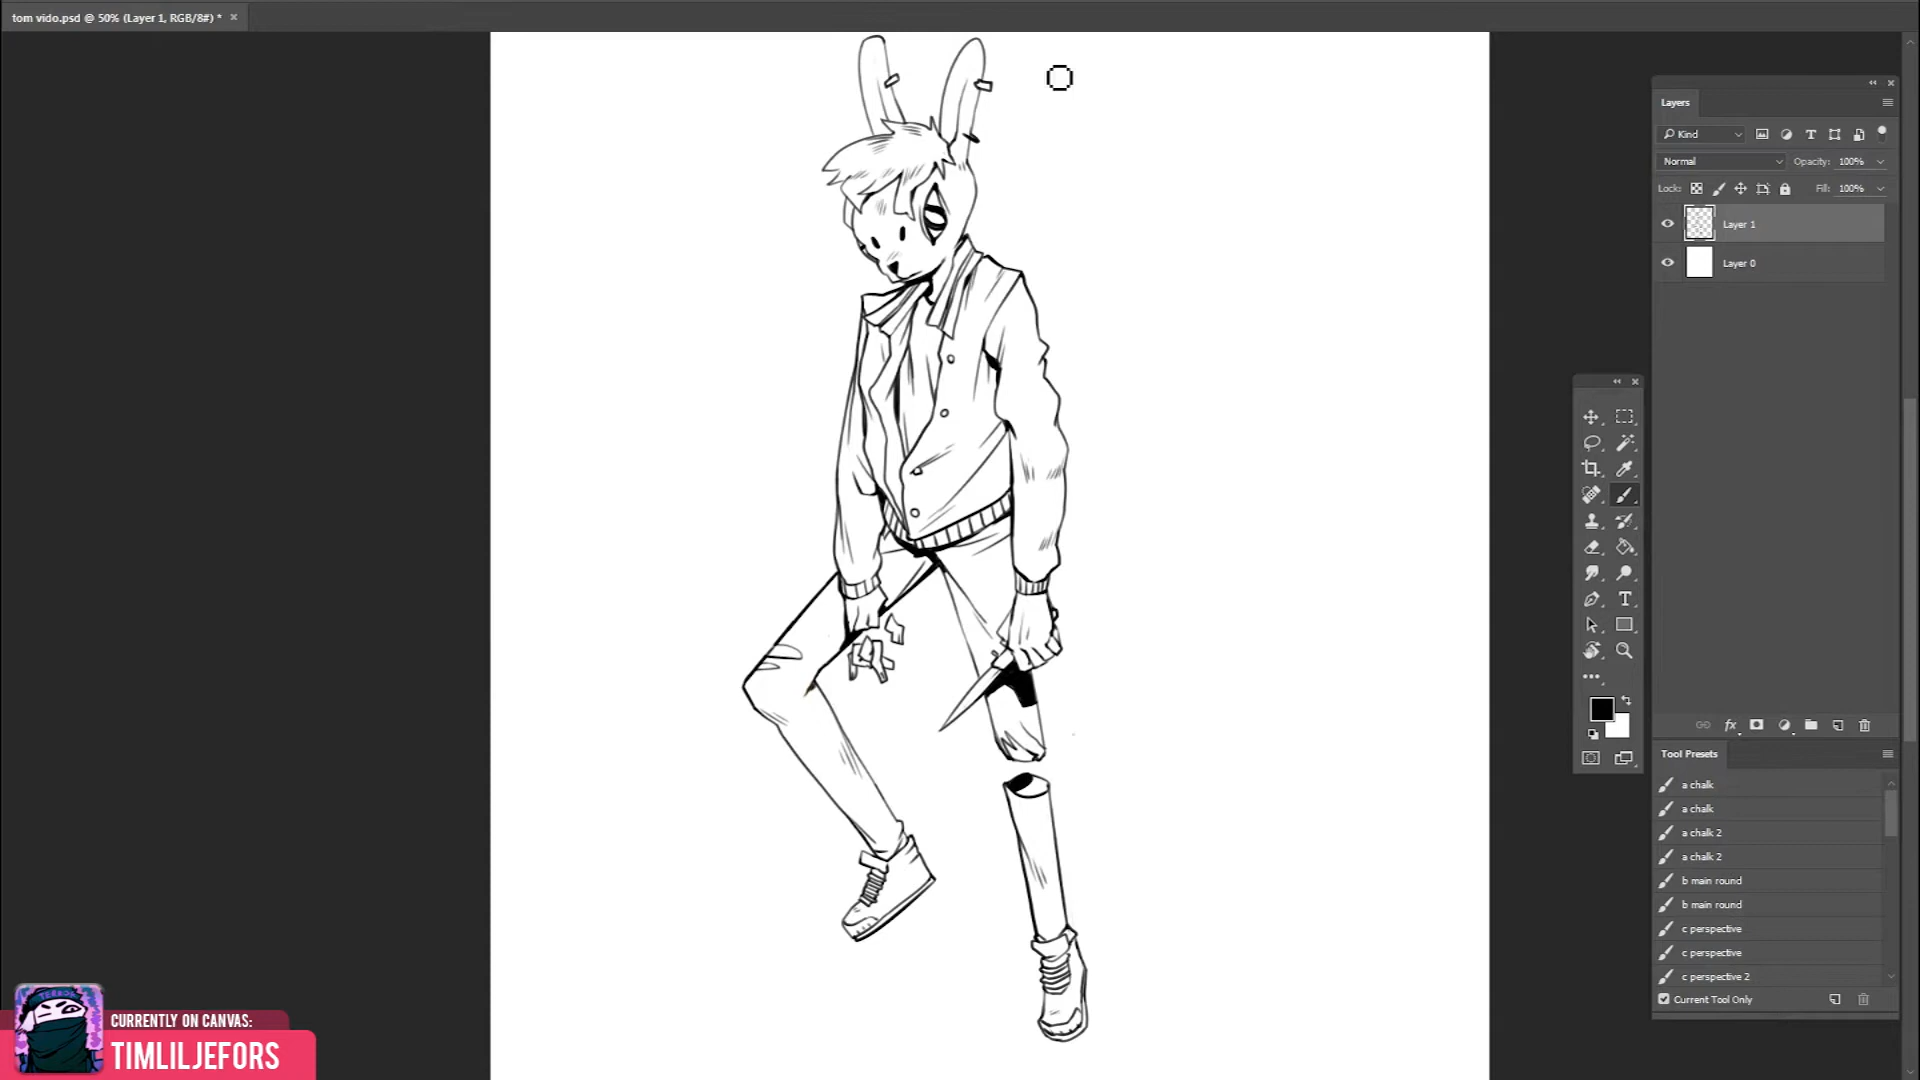 tom vido.psd @ 50% (Layer 1, RGB/8#) *
Layers
Kind
Normal
Opacity: 100%
Lock:
Fill: 100%
Layer 1
Layer 0
fx
Tool Presets
a chalk
a chalk
a chalk 2
a chalk 2
b main round
b main round
c perspective
c perspective
c perspective 2
Current Tool Only
TERROR
CURRENTLY ON CANVAS:
TIMLILJEFORS